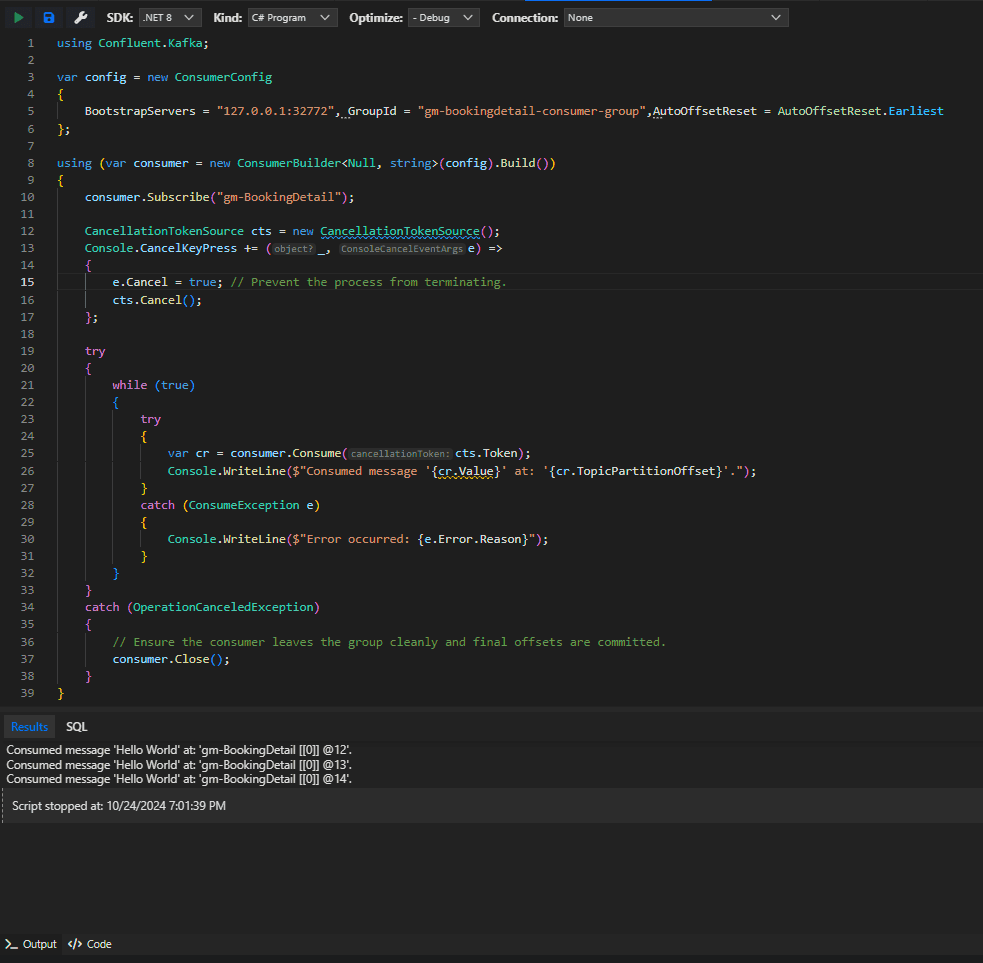 SDK: .NET 8 Kind: C# Program Optimize: - Debug Connection: None
1 using Confluent.Kafka;
2
3 var config = new ConsumerConfig
4 {
5 BootstrapServers = "127.0.0.1:32772", GroupId = "gm-bookingdetail-consumer-group",AutoOffsetReset = AutoOffsetReset.Earliest
6 };
7
8 using (var consumer = new ConsumerBuilder<Null, string>(config).Build())
9 {
10 consumer.Subscribe("gm-BookingDetail");
11
12 CancellationTokenSource cts = new CancellationTokenSource();
13 Console.CancelKeyPress += (object? _, ConsoleCancelEventArgs e) =>
14 {
15 e.Cancel = true; // Prevent the process from terminating.
16 cts.Cancel();
17 };
18
19 try
20 {
21 while (true)
22 {
23 try
24 {
25 var cr = consumer.Consume(cancellationToken: cts.Token);
26 Console.WriteLine($"Consumed message '{cr.Value}' at: '{cr.TopicPartitionOffset}'.");
27 }
28 catch (ConsumeException e)
29 {
30 Console.WriteLine($"Error occurred: {e.Error.Reason}");
31 }
32 }
33 }
34 catch (OperationCanceledException)
35 {
36 // Ensure the consumer leaves the group cleanly and final offsets are committed.
37 consumer.Close();
38 }
39 }
Results SQL
Consumed message 'Hello World' at: 'gm-BookingDetail [[0]] @12'.
Consumed message 'Hello World' at: 'gm-BookingDetail [[0]] @13'.
Consumed message 'Hello World' at: 'gm-BookingDetail [[0]] @14'.
Script stopped at: 10/24/2024 7:01:39 PM
Output </> Code